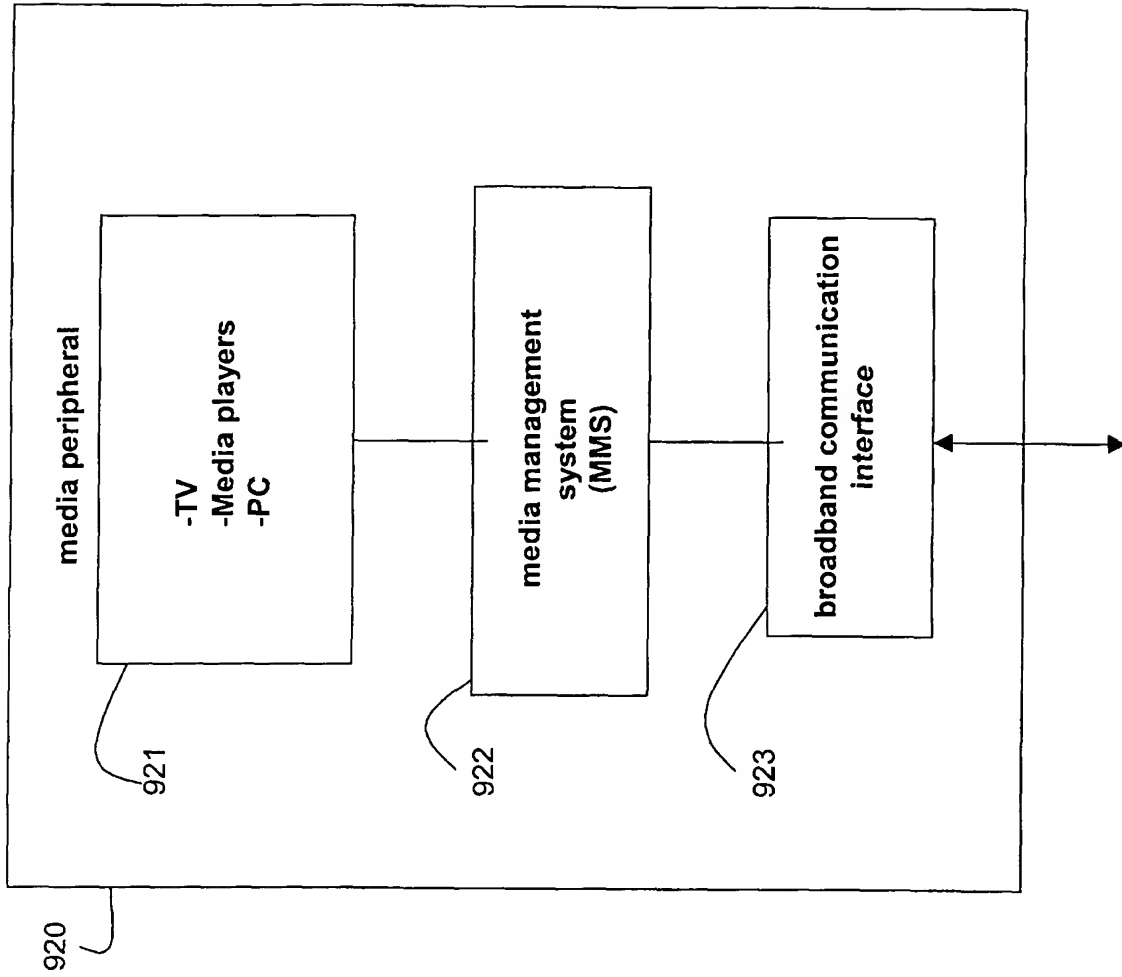 920
media peripheral
921
-TV
-Media players
-PC
922
media management
system
(MMS)
923
broadband communication
interface